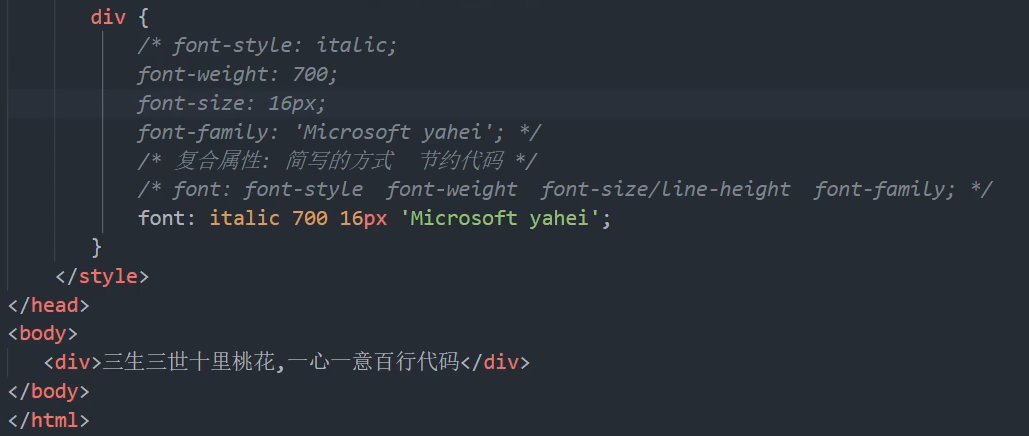 div {
/* font-style: italic;
font-weight: 700;
font-size: 16px;
font-family: 'Microsoft yahei'; */
/* 复合属性: 简写的方式  节约代码 */
/* font: font-style  font-weight  font-size/line-height  font-family; */
font: italic 700 16px 'Microsoft yahei';
}
</style>
</head>
<body>
<div>三生三世十里桃花,一心一意百行代码</div>
</body>
</html>